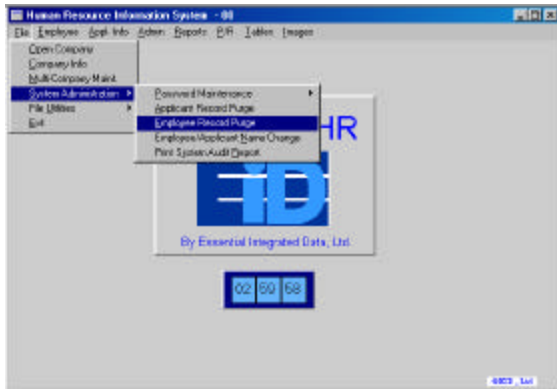 Human Resource Information System - 00
File Employee Appl. Info Admin Reports P/R Tables Images
Open Company
Company Info
Multi-Company Maint.
System Administration
File Utilities
Exit
Password Maintenance
Applicant Record Purge
Employee Record Purge
Employee/Applicant Name Change
Print System Audit Report
HR
iD
By Essential Integrated Data, Ltd.
02 59 58